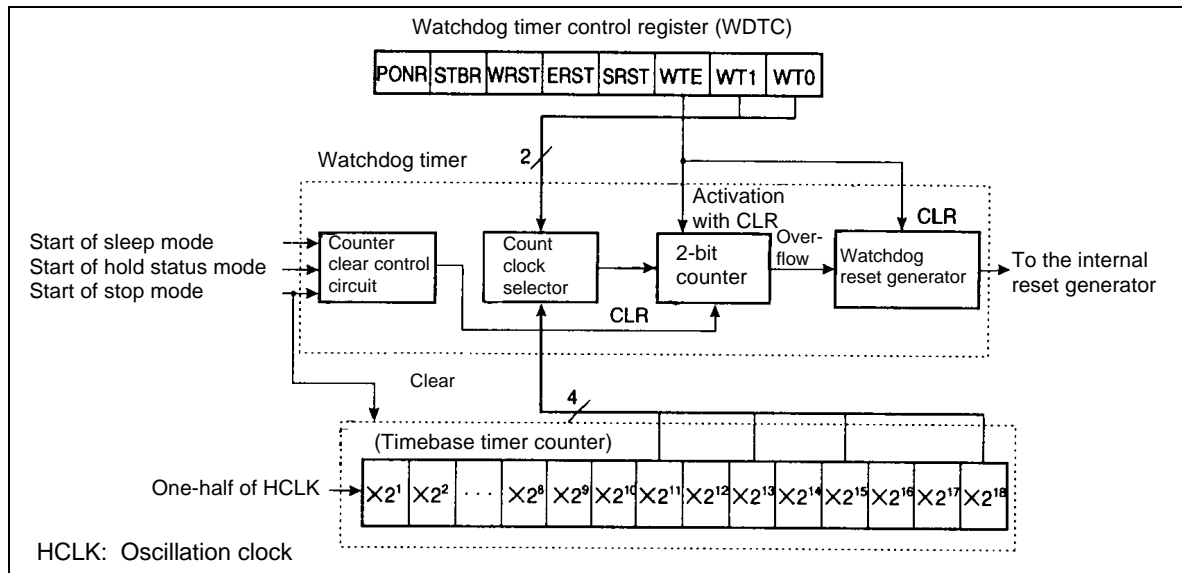 Watchdog timer control register (WDTC)
PONR STBR WRST ERST SRST WTE WT1 WT0
2
Watchdog timer
Activation
with CLR
CLR
Over-
flow
Start of sleep mode
Start of hold status mode
Start of stop mode
Counter
clear control
circuit
Count
clock
selector
2-bit
counter
Watchdog
reset generator
To the internal
reset generator
CLR
Clear
4
(Timebase timer counter)
One-half of HCLK
×2¹ ×2² ··· ×2⁸ ×2⁹ ×2¹⁰ ×2¹¹ ×2¹² ×2¹³ ×2¹⁴ ×2¹⁵ ×2¹⁶ ×2¹⁷ ×2¹⁸
HCLK: Oscillation clock